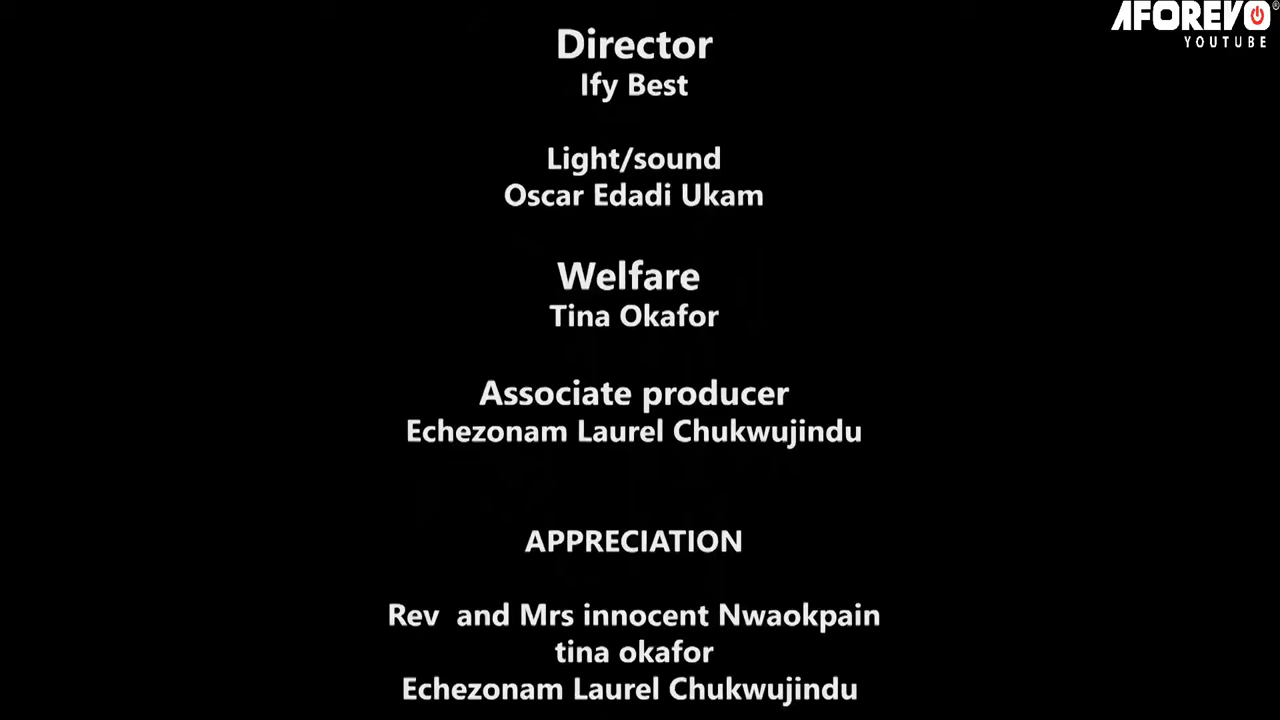 AFOREVO®
YOUTUBE
Director
Ify Best
Light/sound
Oscar Edadi Ukam
Welfare
Tina Okafor
Associate producer
Echezonam Laurel Chukwujindu
APPRECIATION
Rev and Mrs innocent Nwaokpain
tina okafor
Echezonam Laurel Chukwujindu